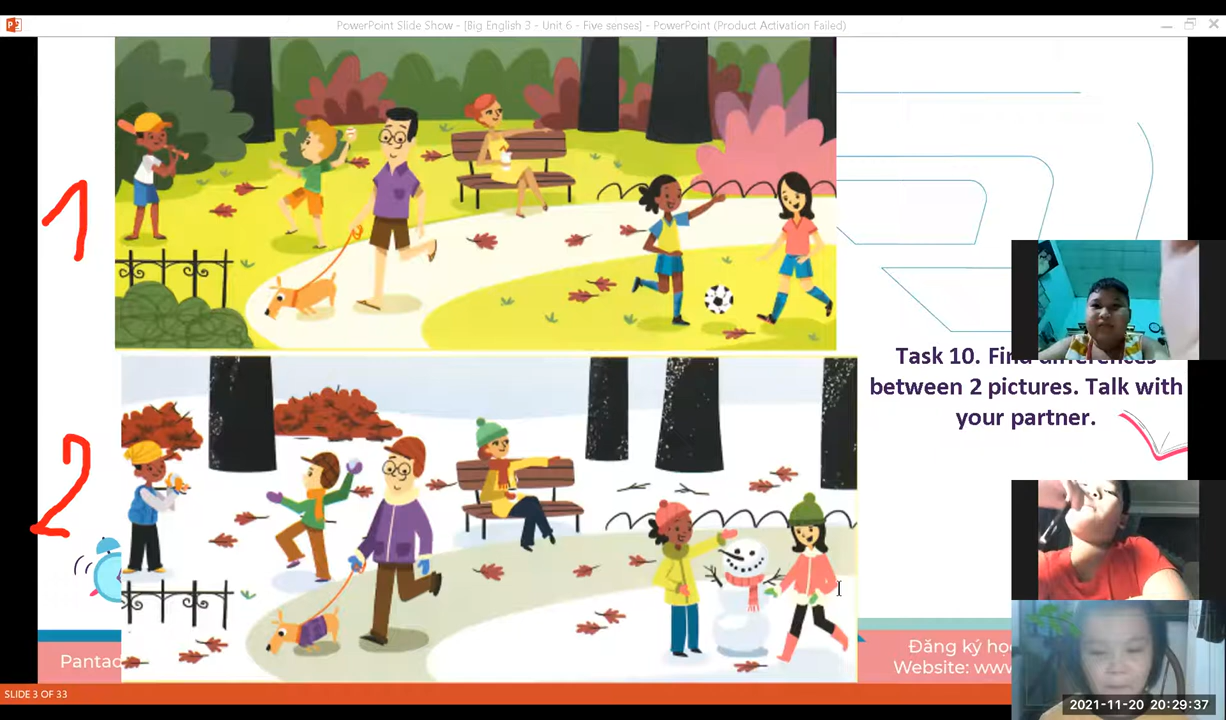 PowerPoint Slide Show - [Big English 3 - Unit 6 - Five senses] - PowerPoint (Product Activation Failed)
1
2
Task 10. Find differences
between 2 pictures. Talk with
your partner.
Đăng ký
Website:
SLIDE 3 OF 33
2021-11-20 20:29:37